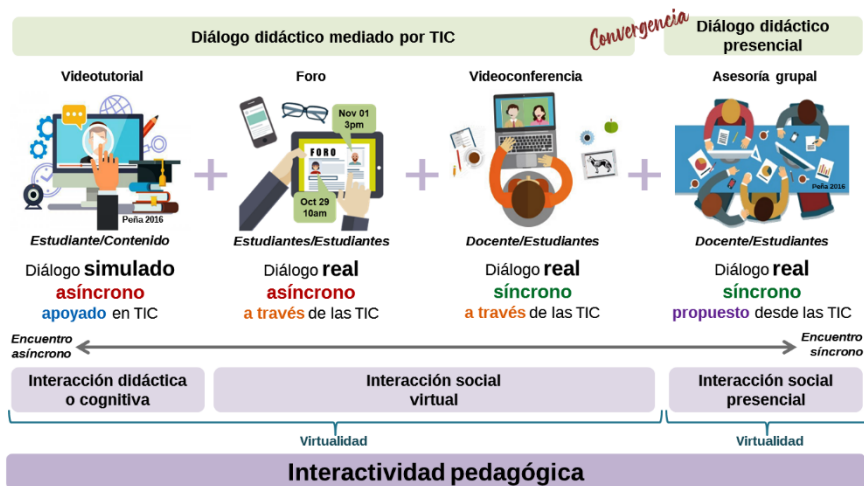 Diálogo didáctico mediado por TIC
Convergencia
Diálogo didáctico
presencial
Videotutorial
Foro
Videoconferencia
Asesoría grupal
Nov 01
3pm
FORO
Oct 29
10am
Peña 2016
Peña 2016
Estudiante/Contenido
Estudiantes/Estudiantes
Docente/Estudiantes
Docente/Estudiantes
Diálogo simulado
asíncrono
apoyado en TIC
Diálogo real
asíncrono
a través de las TIC
Diálogo real
síncrono
a través de las TIC
Diálogo real
síncrono
propuesto desde las TIC
Encuentro
asíncrono
Encuentro
síncrono
Interacción didáctica
o cognitiva
Interacción social
virtual
Interacción social
presencial
Virtualidad
Virtualidad
Interactividad pedagógica